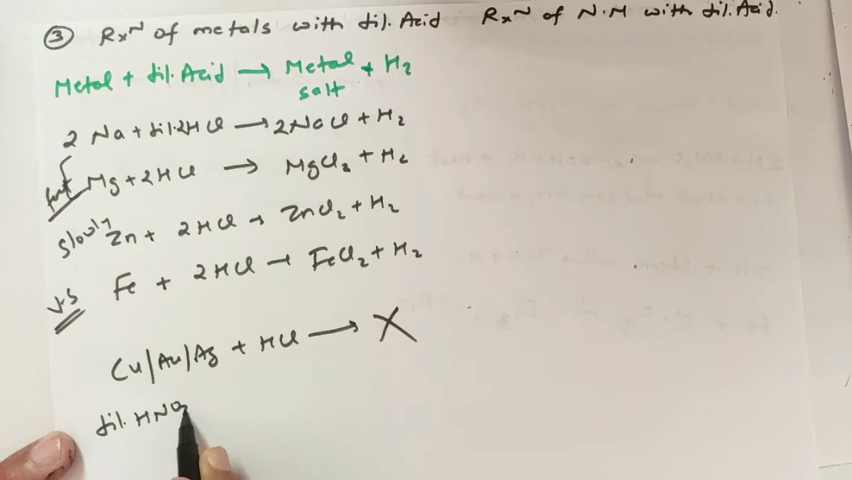 ③ Rxᴺ of metals with dil. Acid
Rxᴺ of N.M with dil. Acid.
Metal + dil. Acid → Metal salt + H₂
2 Na + dil. 2HCl → 2NaCl + H₂
fast Mg + 2HCl → MgCl₂ + H₂
slowly Zn + 2HCl → ZnCl₂ + H₂
v.s Fe + 2HCl → FeCl₂ + H₂
Cu/Au/Ag + HCl → X
dil. HNO